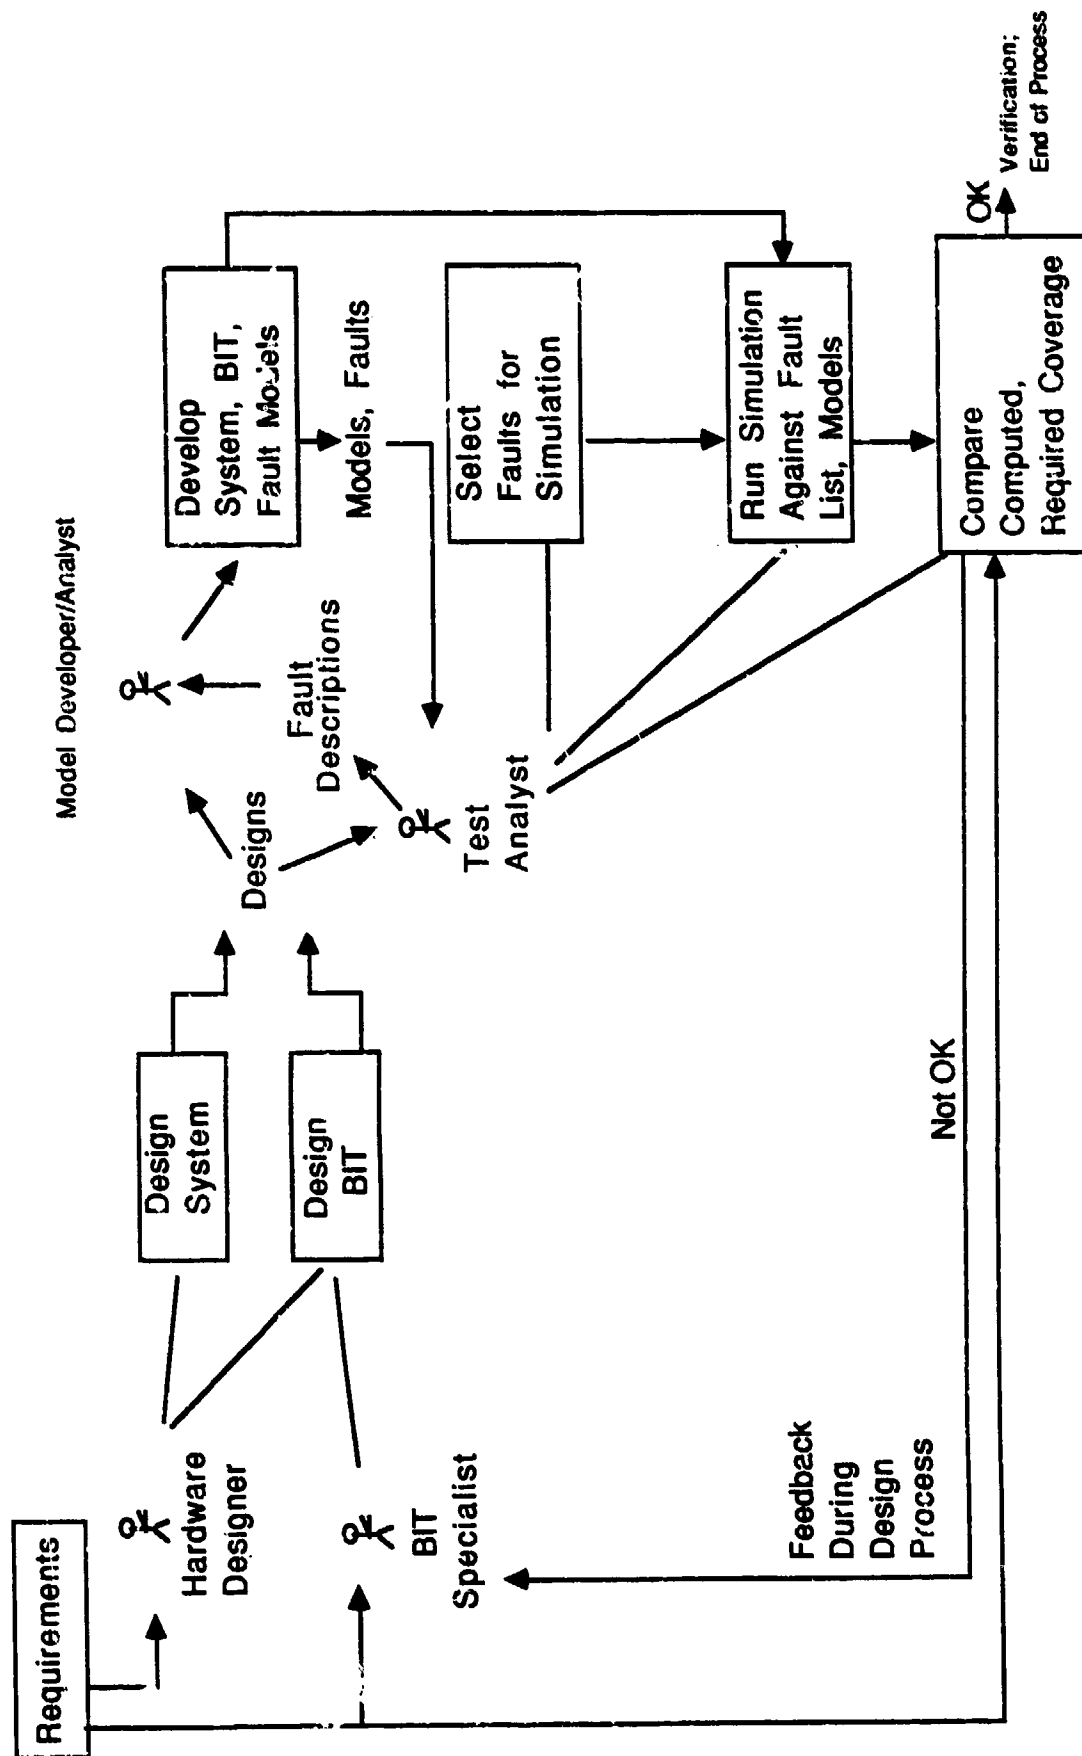 Requirements
Hardware
Designer
BIT
Specialist
Design
System
Design
BIT
Designs
Model Developer/Analyst
Fault
Descriptions
Test
Analyst
Develop
System, BIT,
Fault Models
Models, Faults
Select
Faults for
Simulation
Run Simulation
Against Fault
List, Models
Compare
Computed,
Required Coverage
OK
Verification;
End of Process
Not OK
Feedback
During
Design
Process